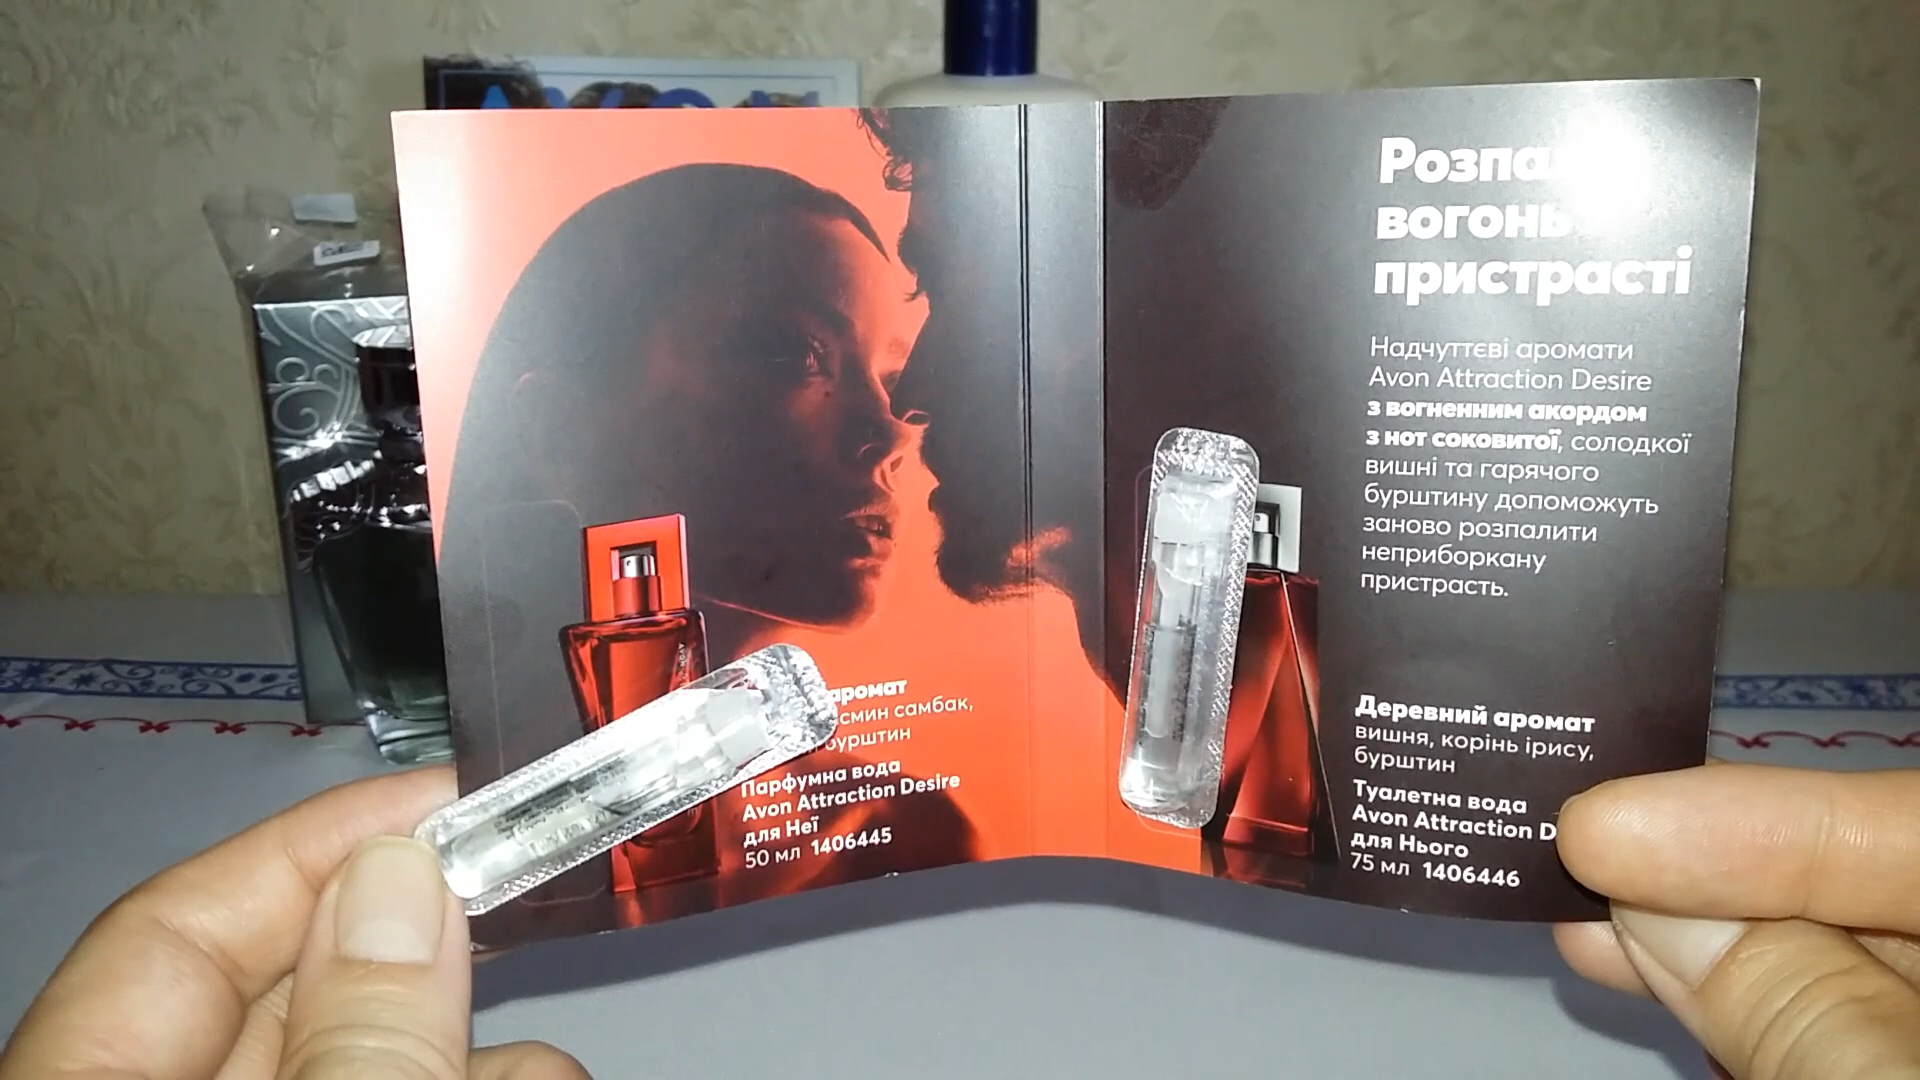 AVON
аромат
самбак,
бурштин
Парфумна вода
Avon Attraction Desire
для Неї
50 мл 1406445
вогонь
пристрасті
Надчуттєві аромати
Avon Attraction Desire
з вогненним акордом
з нот соковитої, солодкої
вишні та гарячого
бурштину допоможуть
заново розпалити
неприборкану
пристрасть.
Деревний аромат
вишня, корінь ірису,
бурштин
Туалетна вода
Avon Attraction
для Нього
75 мл 1406446